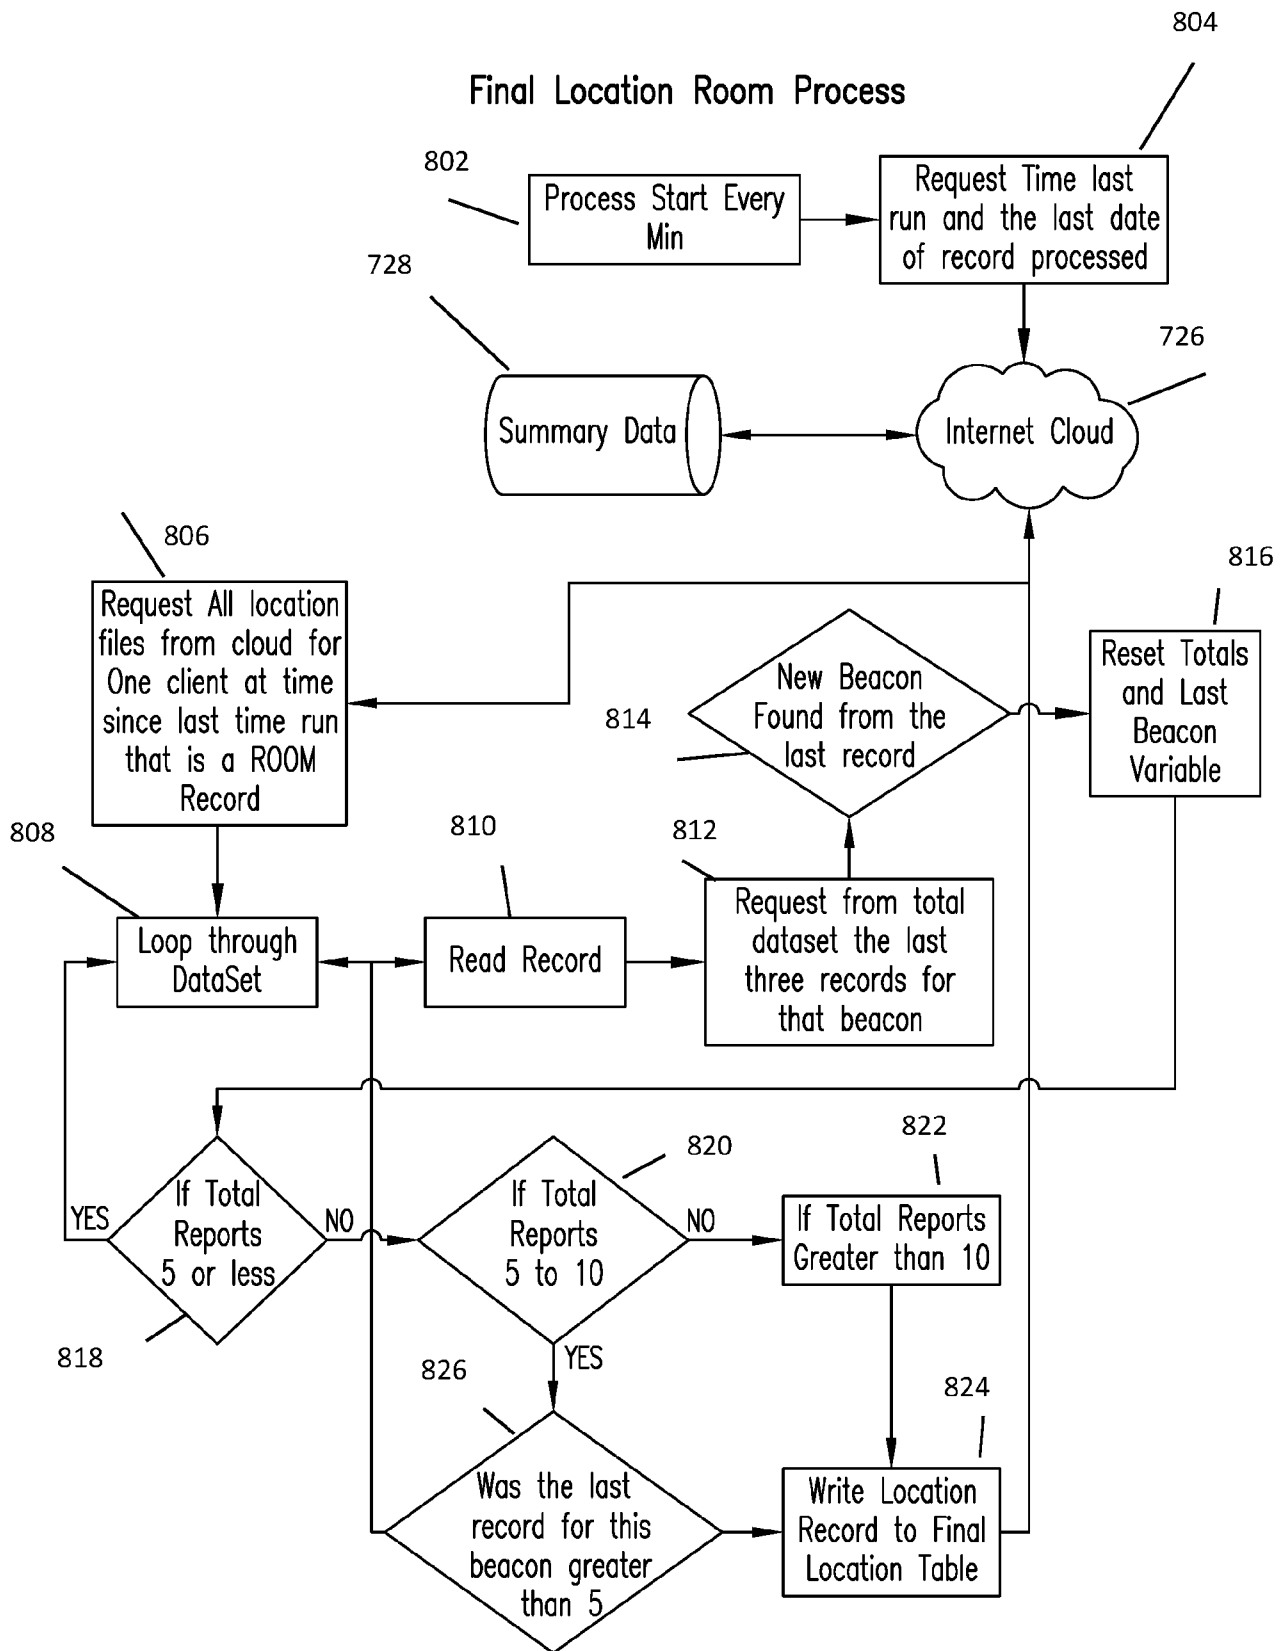 804
Final Location Room Process
802
Process Start Every
Min
Request Time last
run and the last date
of record processed
728
726
Summary Data
Internet Cloud
806
816
Request All location
files from cloud for
One client at time
since last time run
that is a ROOM
Record
New Beacon
Found from the
last record
814
Reset Totals
and Last
Beacon
Variable
808
810
812
Loop through
DataSet
Read Record
Request from total
dataset the last
three records for
that beacon
822
820
YES
If Total
Reports
5 or less
NO
If Total
Reports
5 to 10
NO
If Total Reports
Greater than 10
818
YES
826
824
Was the last
record for this
beacon greater
than 5
Write Location
Record to Final
Location Table